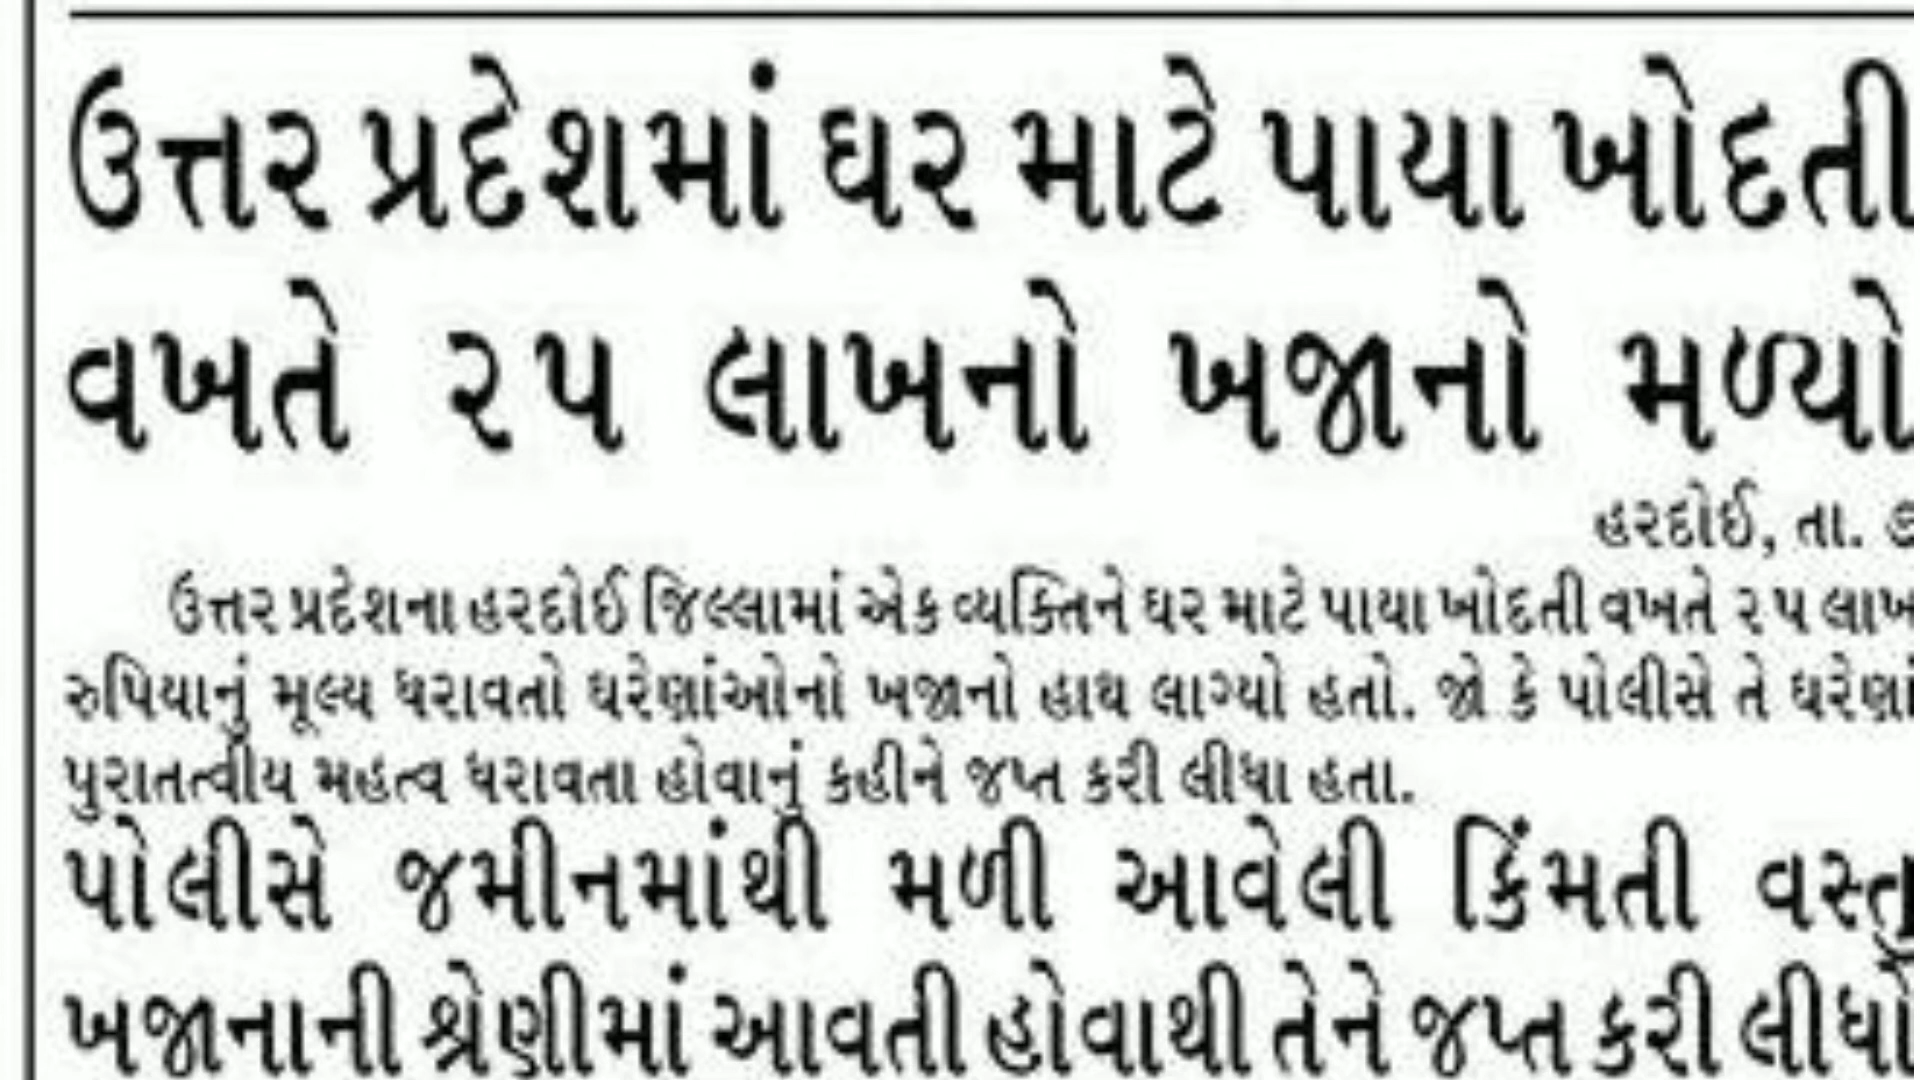 ઉત્તર પ્રદેશમાં ઘર માટે પાયા ખોદતી
વખતે ૨૫ લાખનો ખજાનો મળ્યો
હરદોઈ, તા. ૭
ઉત્તર પ્રદેશના હરદોઈ જિલ્લામાં એક વ્યક્તિને ઘર માટે પાયા ખોદતી વખતે ૨૫ લાખ
રુપિયાનું મૂલ્ય ધરાવતો ઘરેણાંઓનો ખજાનો હાથ લાગ્યો હતો. જો કે પોલીસે તે ઘરેણાં
પુરાતત્વીય મહત્વ ધરાવતા હોવાનું કહીને જપ્ત કરી લીધા હતા.
પોલીસે જમીનમાંથી મળી આવેલી કિંમતી વસ્તુ
ખજાનાની શ્રેણીમાં આવતી હોવાથી તેને જપ્ત કરી લીધો